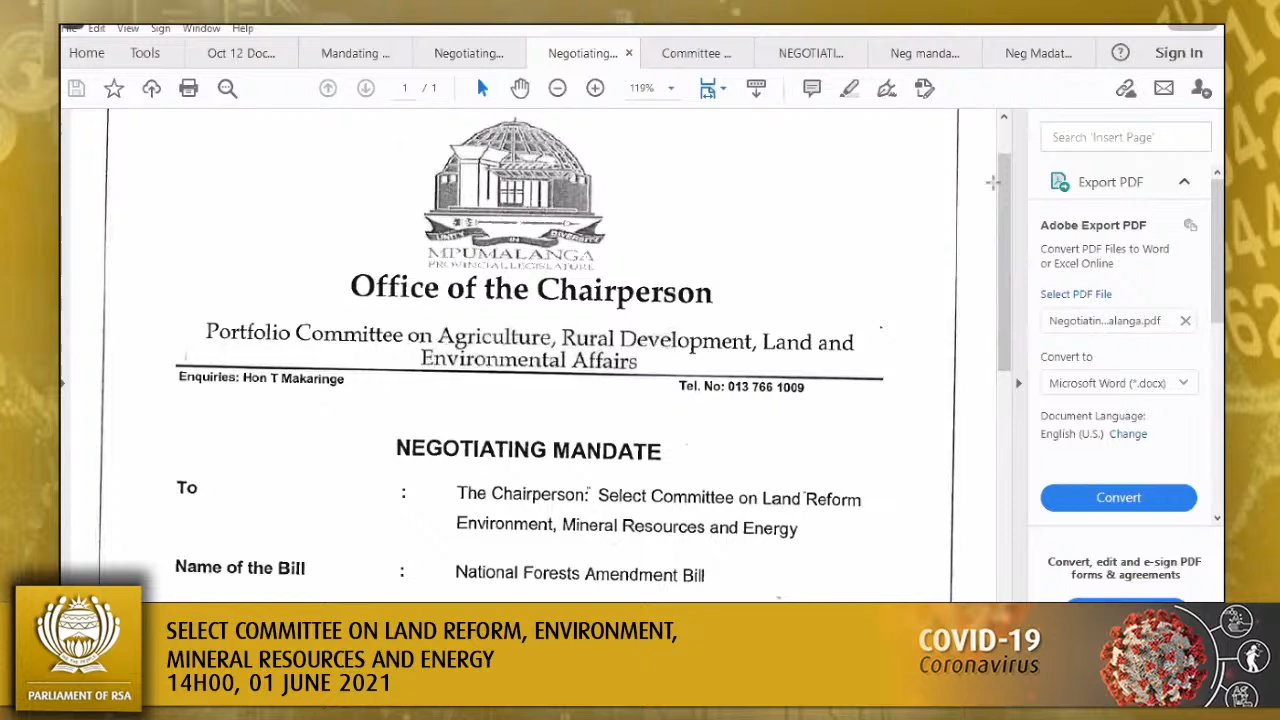 Edit View Sign Window Help
Home Tools Oct 12 Doc... Mandating ... Negotiating... Negotiating... × Committee ... NEGOTIATI... Neg manda... Neg Madat... Sign In
1 / 1 119%
Search 'Insert Page'
Export PDF
Adobe Export PDF
Convert PDF Files to Word
or Excel Online
Select PDF File
Negotiatin...alanga.pdf
Convert to
Microsoft Word (*.docx)
Document Language:
English (U.S.) Change
Convert
Convert, edit and e-sign PDF
forms & agreements
UNITY IN DIVERSITY
MPUMALANGA
PROVINCIAL LEGISLATURE
Office of the Chairperson
Portfolio Committee on Agriculture, Rural Development, Land and
Environmental Affairs
Enquiries: Hon T Makaringe Tel. No: 013 766 1009
NEGOTIATING MANDATE
To : The Chairperson: Select Committee on Land Reform
Environment, Mineral Resources and Energy
Name of the Bill : National Forests Amendment Bill
PARLIAMENT OF RSA
SELECT COMMITTEE ON LAND REFORM, ENVIRONMENT,
MINERAL RESOURCES AND ENERGY
14H00, 01 JUNE 2021
COVID-19
Coronavirus